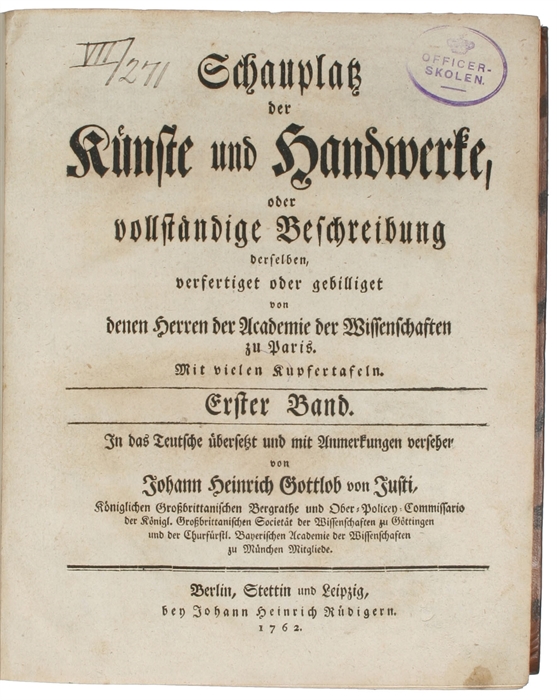 VII/271
OFFICER-
SKOLEN.
Schauplatz
der
Künste und Handwerke,
oder
vollständige Beschreibung
derselben,
verfertiget oder gebilliget
von
denen Herren der Academie der Wissenschaften
zu Paris.
Mit vielen Kupfertafeln.
Erster Band.
In das Teutsche übersetzt und mit Anmerkungen versehen
von
Johann Heinrich Gottlob von Justi,
Königlichen Großbrittanischen Bergrathe und Ober-Policey-Commissario
der Königl. Großbrittanischen Societät der Wissenschaften zu Göttingen
und der Churfürstl. Bayerischen Academie der Wissenschaften
zu München Mitgliede.
Berlin, Stettin und Leipzig,
bey Johann Heinrich Rüdigern.
1762.